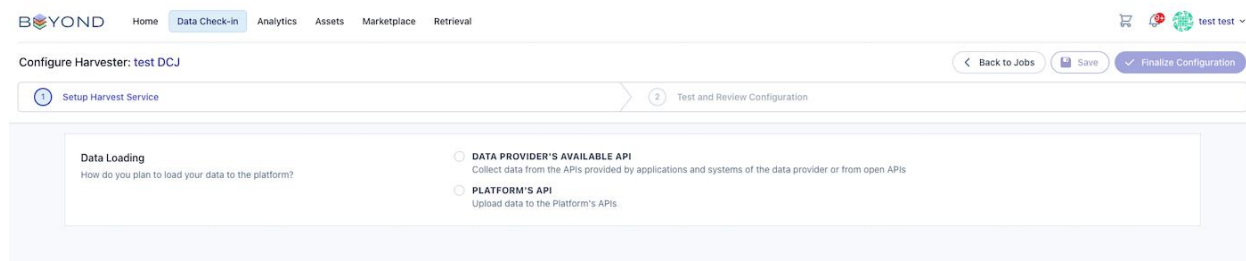 BEYOND Home Data Check-in Analytics Assets Marketplace Retrieval 9+ test test
Configure Harvester: test DCJ Back to Jobs Save Finalize Configuration
1 Setup Harvest Service 2 Test and Review Configuration
Data Loading
How do you plan to load your data to the platform?
DATA PROVIDER'S AVAILABLE API
Collect data from the APIs provided by applications and systems of the data provider or from open APIs
PLATFORM'S API
Upload data to the Platform's APIs